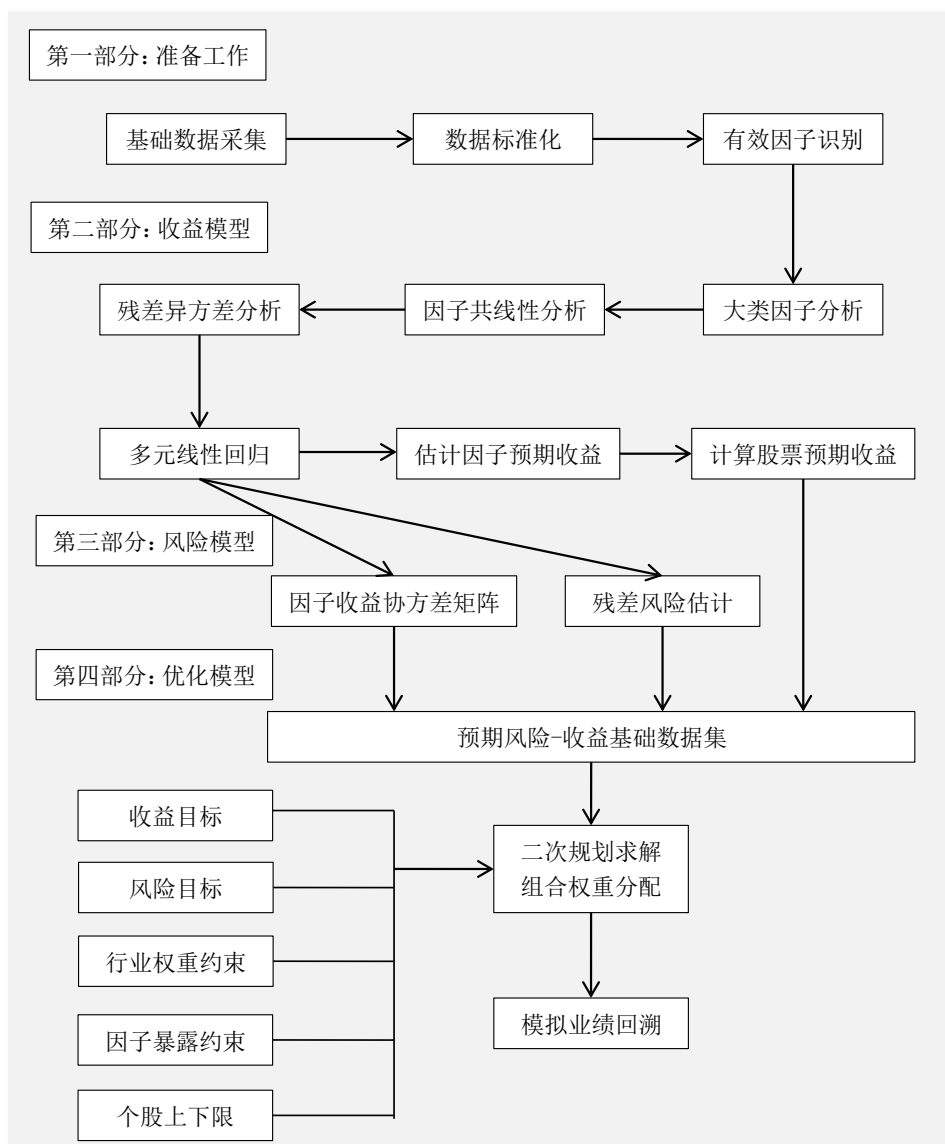 第一部分：准备工作
基础数据采集
数据标准化
有效因子识别
第二部分：收益模型
残差异方差分析
因子共线性分析
大类因子分析
多元线性回归
估计因子预期收益
计算股票预期收益
第三部分：风险模型
因子收益协方差矩阵
残差风险估计
第四部分：优化模型
预期风险-收益基础数据集
收益目标
二次规划求解
组合权重分配
风险目标
行业权重约束
模拟业绩回溯
因子暴露约束
个股上下限